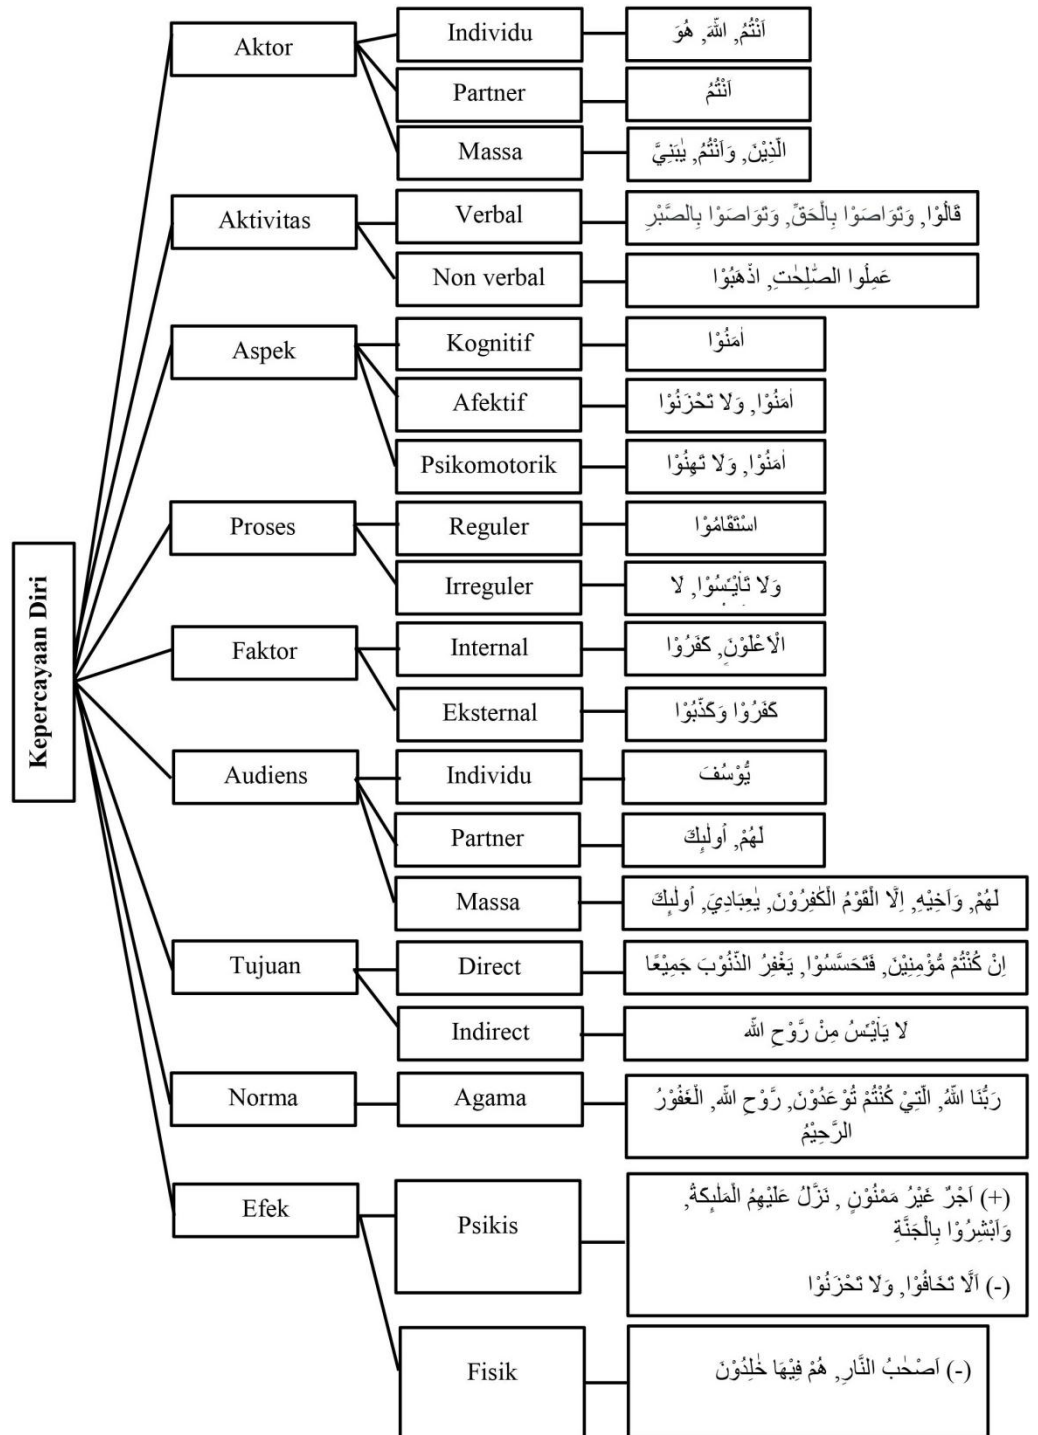 Kepercayaan Diri
Aktor
Individu
اَنْتُمُ, اللّٰهَ, هُوَ
Partner
اَنْتُمُ
Massa
الَّذِيْنَ, وَاَنْتُمُ, يٰبَنِيَّ
Aktivitas
Verbal
قَالُوْا, وَتَوَاصَوْا بِالْحَقِّ, وَتَوَاصَوْا بِالصَّبْرِ
Non verbal
عَمِلُوا الصّٰلِحٰتِ, اذْهَبُوْا
Aspek
Kognitif
اٰمَنُوْا
Afektif
اٰمَنُوْا, وَلَا تَحْزَنُوْا
Psikomotorik
اٰمَنُوْا, وَلَا تَهِنُوْا
Proses
Reguler
اسْتَقَامُوْا
Irreguler
وَلَا تَا۟يْـَٔسُوْا, لَا
Faktor
Internal
الْاَعْلَوْنَ, كَفَرُوْا
Eksternal
كَفَرُوْا وَكَذَّبُوْا
Audiens
Individu
يُّوْسُفَ
Partner
لَهُمْ, اُولٰۤىِٕكَ
Massa
لَهُمْ, وَاَخِيْهِ, اِلَّا الْقَوْمُ الْكٰفِرُوْنَ, يٰعِبَادِيَ, اُولٰۤىِٕكَ
Tujuan
Direct
اِنْ كُنْتُمْ مُّؤْمِنِيْنَ, فَتَحَسَّسُوْا, يَغْفِرُ الذُّنُوْبَ جَمِيْعًا
Indirect
لَا يَا۟يْـَٔسُ مِنْ رَّوْحِ اللّٰه
Norma
Agama
رَبُّنَا اللّٰهُ, الَّتِيْ كُنْتُمْ تُوْعَدُوْنَ, رَّوْحِ اللّٰه, الْغَفُوْرُ
الرَّحِيْمُ
Efek
Psikis
(+) اَجْرٌ غَيْرُ مَمْنُوْنٍ , نَزَّلُ عَلَيْهِمُ الْمَلٰۤىِٕكَةُ,
وَاَبْشِرُوْا بِالْجَنَّةِ
(-) اَلَّا تَخَافُوْا, وَلَا تَحْزَنُوْا
Fisik
(-) اَصْحٰبُ النَّارِ, هُمْ فِيْهَا خٰلِدُوْنَ